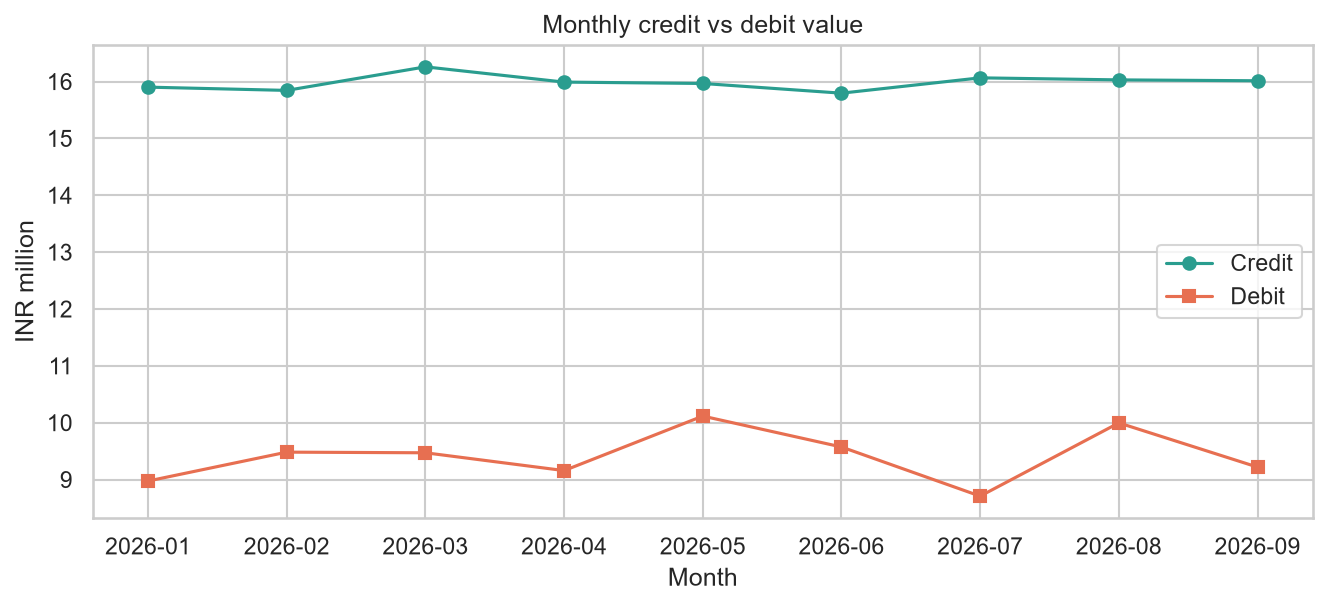 Monthly credit vs debit value
INR million
16
15
14
13
12
11
10
9
Credit
Debit
2026-01 2026-02 2026-03 2026-04 2026-05 2026-06 2026-07 2026-08 2026-09
Month